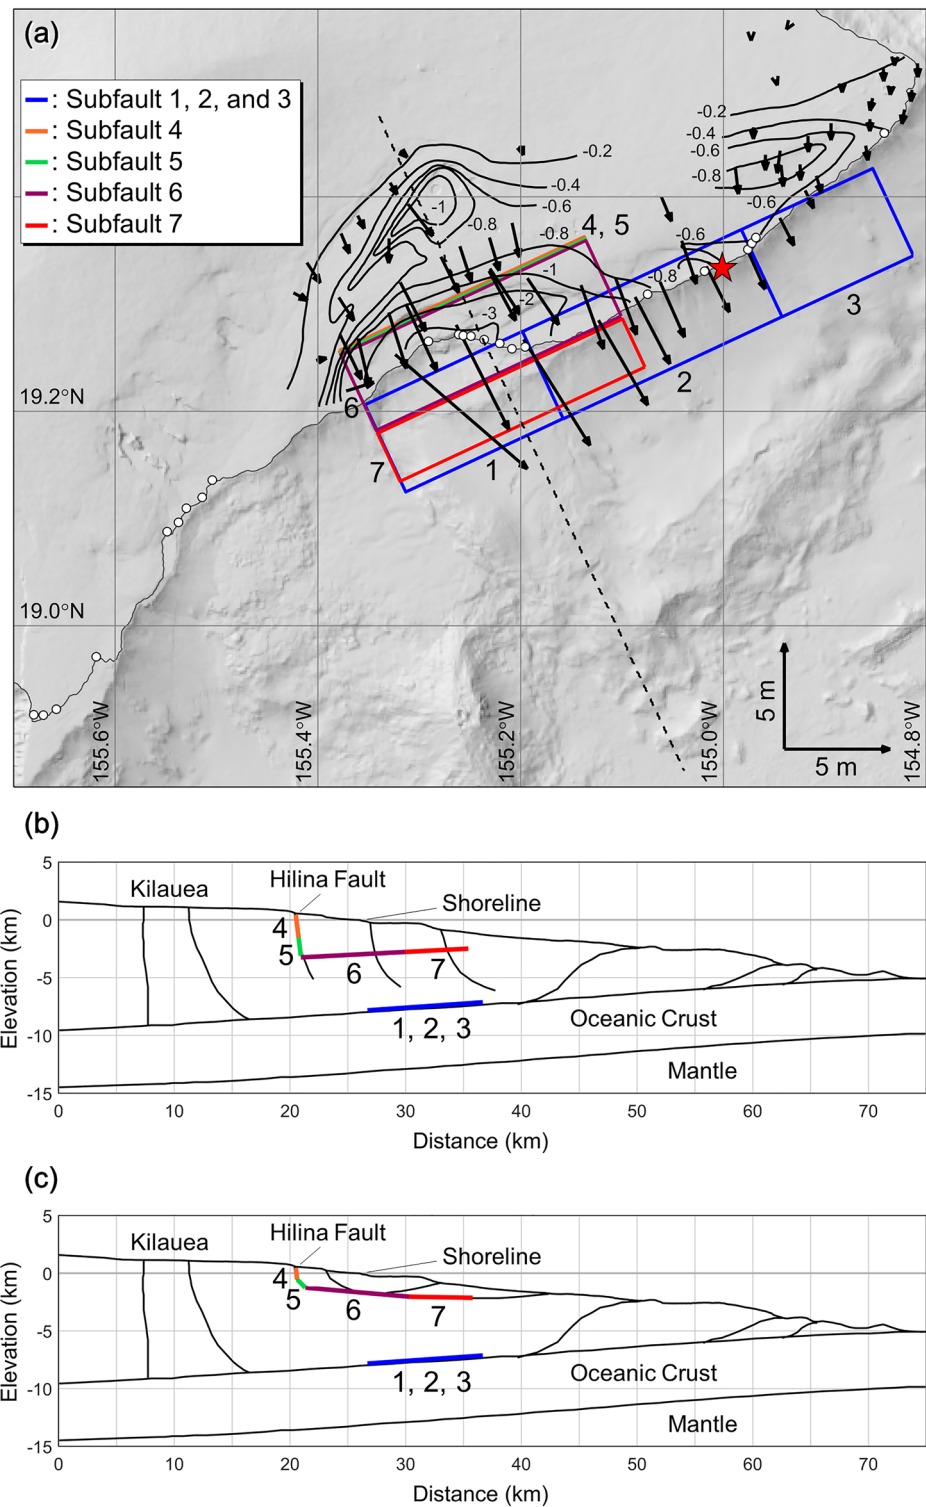 (a)
: Subfault 1, 2, and 3
: Subfault 4
: Subfault 5
: Subfault 6
: Subfault 7
-0.2
-0.4
-0.6
-0.8
-0.6
-0.2
-0.4
-0.6
-1
-0.8
-0.8
4, 5
-0.6
-0.8
-1
-2
-3
3
2
19.2°N
6
7
1
19.0°N
155.6°W
155.4°W
155.2°W
155.0°W
154.8°W
5 m
5 m
(b)
Elevation (km)
5
0
-5
-10
-15
Kilauea
Hilina Fault
Shoreline
4
5
6
7
1, 2, 3
Oceanic Crust
Mantle
0 10 20 30 40 50 60 70
Distance (km)
(c)
Elevation (km)
5
0
-5
-10
-15
Kilauea
Hilina Fault
Shoreline
4
5
6
7
1, 2, 3
Oceanic Crust
Mantle
0 10 20 30 40 50 60 70
Distance (km)